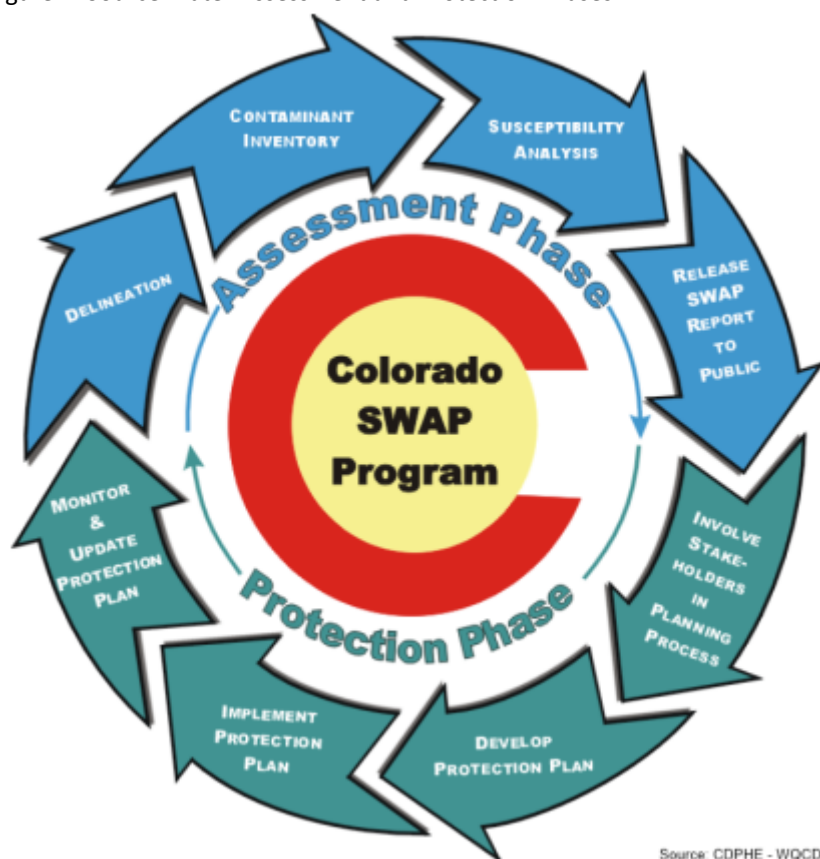 CONTAMINANT
INVENTORY
SUSCEPTIBILITY
ANALYSIS
RELEASE
SWAP
REPORT
TO
PUBLIC
DELINEATION
Assessment Phase
Colorado
SWAP
Program
Protection Phase
INVOLVE
STAKE-
HOLDERS
IN
PLANNING
PROCESS
DEVELOP
PROTECTION PLAN
IMPLEMENT
PROTECTION
PLAN
MONITOR
&
UPDATE
PROTECTION
PLAN
Source: CDPHE - WQCD